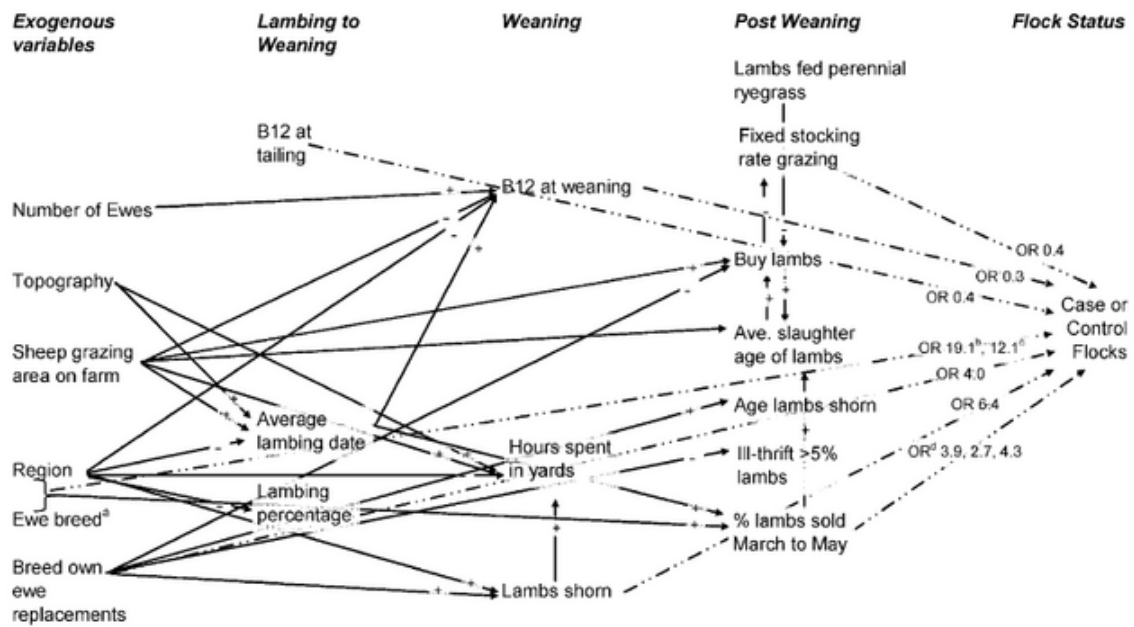 Exogenous variables
Lambing to Weaning
Weaning
Post Weaning
Flock Status
Lambs fed perennial
ryegrass
B12 at
tailing
Fixed stocking
rate grazing
B12 at weaning
Number of Ewes
OR 0.4
Buy lambs
OR 0.3
Topography
OR 0.4
Case or
Control
Flocks
Ave. slaughter
age of lambs
Sheep grazing
area on farm
OR 19.1
OR 4.0
Average
lambing date
Age lambs shorn
OR 6.4
Hours spent
in yards
Ill-thrift >5%
lambs
ORᵈ 3.9, 2.7, 4.3
Region
Lambing
percentage
Ewe breedᵃ
% lambs sold
March to May
Breed own
ewe
replacements
Lambs shorn